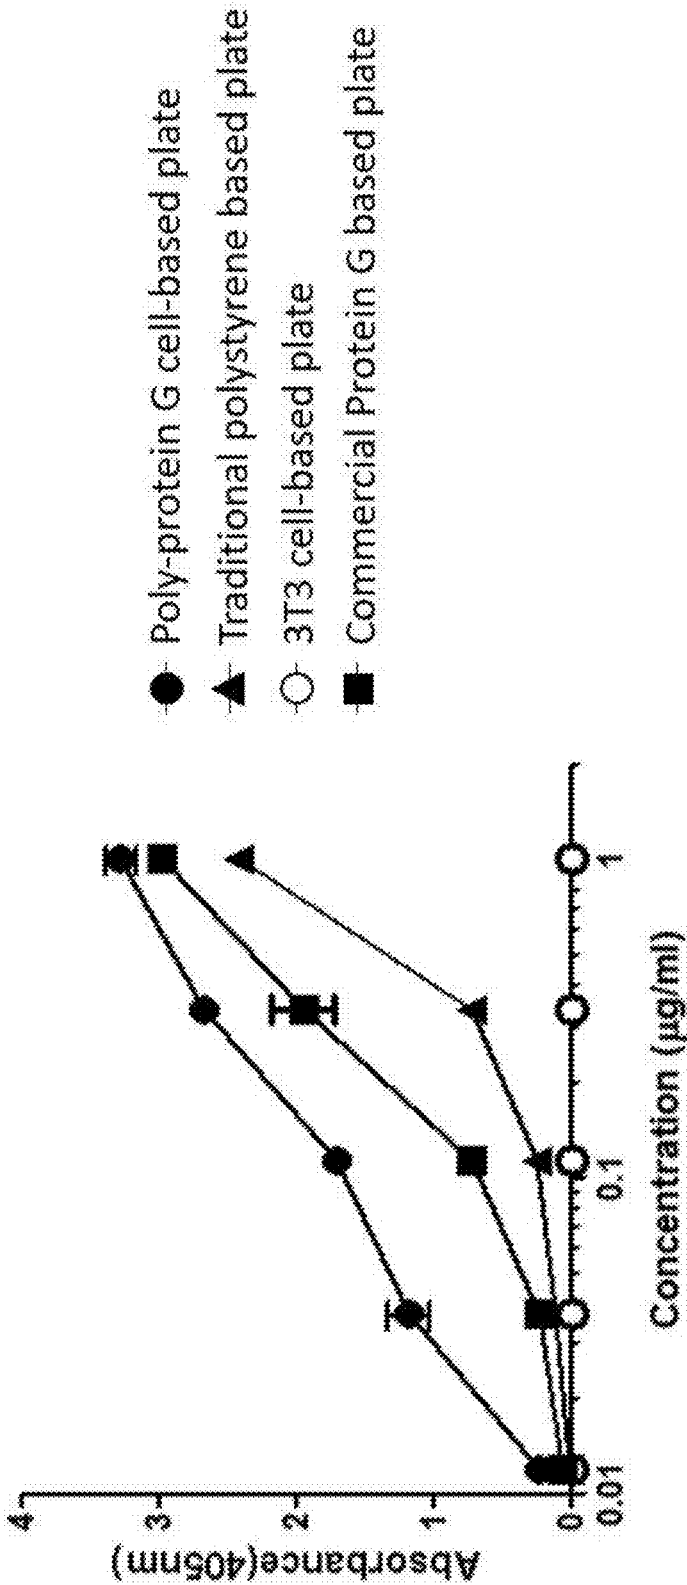 Absorbance(405nm)
4
3
2
1
0
0.01
0.1
1
Concentration (µg/ml)
Poly-protein G cell-based plate
Traditional polystyrene based plate
3T3 cell-based plate
Commercial Protein G based plate